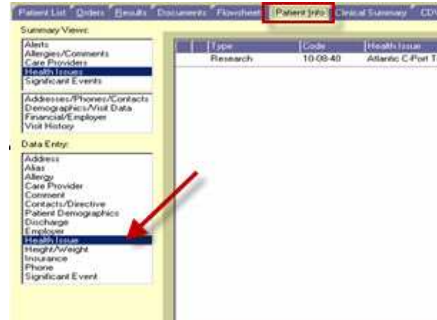 Patient List Orders Results Documents Flowsheet Patient Info Clinical Summary CDV
Summary Views:
Type Code Health Issue
Research 10-08-40 Atlantic C-Port T
Alerts
Allergies/Comments
Care Providers
Health Issues
Significant Events
Addresses/Phones/Contacts
Demographics/Visit Data
Financial/Employer
Visit History
Data Entry:
Address
Alias
Allergy
Care Provider
Comment
Contacts/Directive
Patient Demographics
Discharge
Employer
Health Issue
Height/Weight
Insurance
Phone
Significant Event